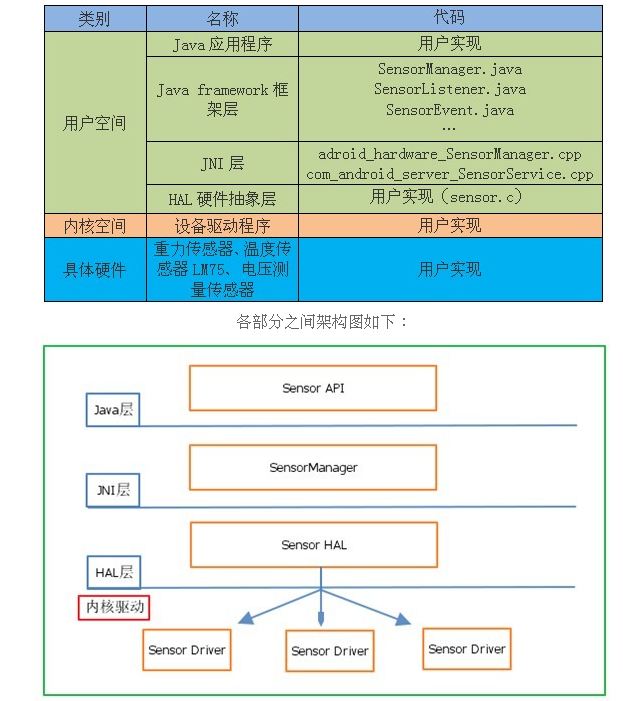 类别 名称 代码
用户空间
Java 应用程序 用户实现
Java framework 框
架层
SensorManager.java
SensorListener.java
SensorEvent.java
…
JNI 层
adroid_hardware_SensorManager.cpp
com_android_server_SensorService.cpp
HAL 硬件抽象层 用户实现（sensor.c）
内核空间 设备驱动程序 用户实现
具体硬件
重力传感器、温度传
感器 LM75、电压测
量传感器
用户实现
各部分之间架构图如下：
Sensor API
Java层
SensorManager
JNI层
Sensor HAL
HAL层
内核驱动
Sensor Driver Sensor Driver Sensor Driver